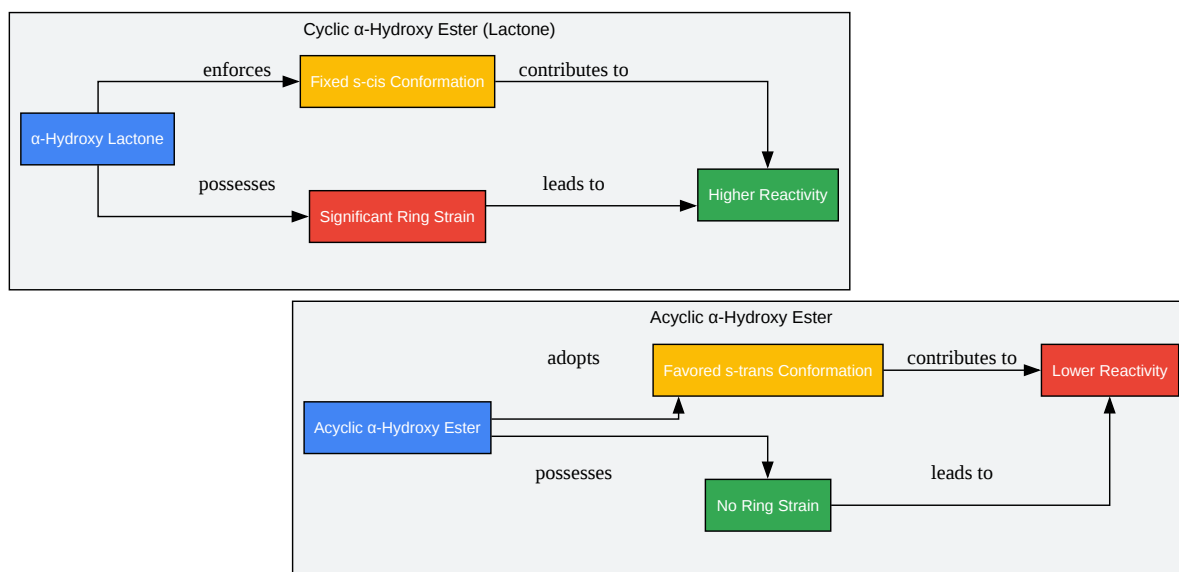 Cyclic α-Hydroxy Ester (Lactone)
enforces
Fixed s-cis Conformation
contributes to
α-Hydroxy Lactone
possesses
Significant Ring Strain
leads to
Higher Reactivity
Acyclic α-Hydroxy Ester
adopts
Favored s-trans Conformation
contributes to
Lower Reactivity
Acyclic α-Hydroxy Ester
possesses
No Ring Strain
leads to